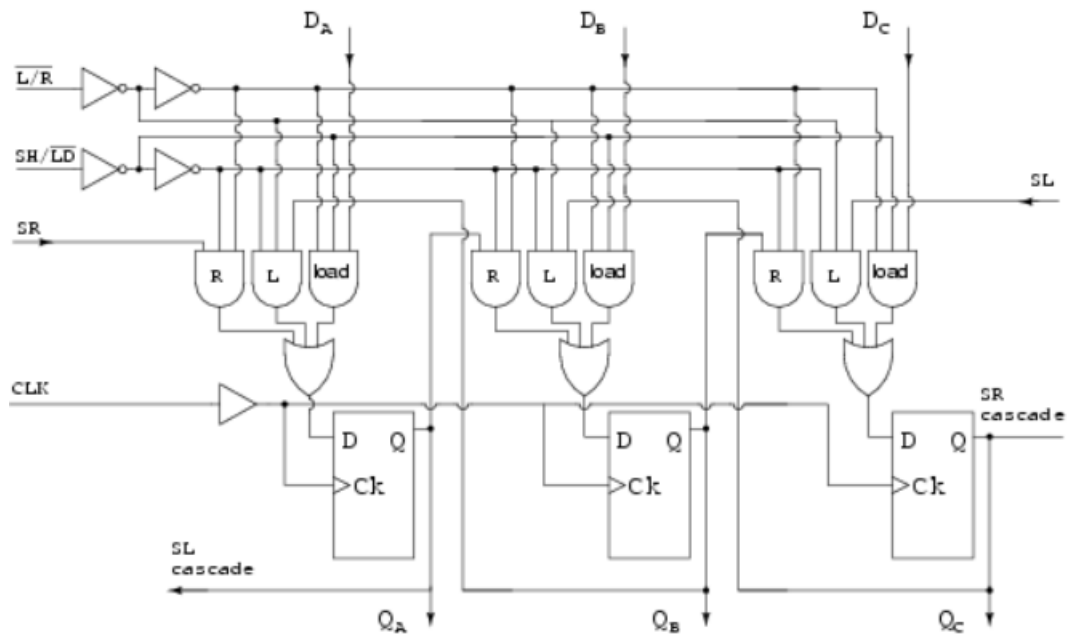 D_A D_B D_C
L̅/̅R̅
SH/L̅D̅
SL
SR
R L load R L load R L load
CLK
SR
cascade
D Q D Q D Q
Ck Ck Ck
SL
cascade
Q_A Q_B Q_C